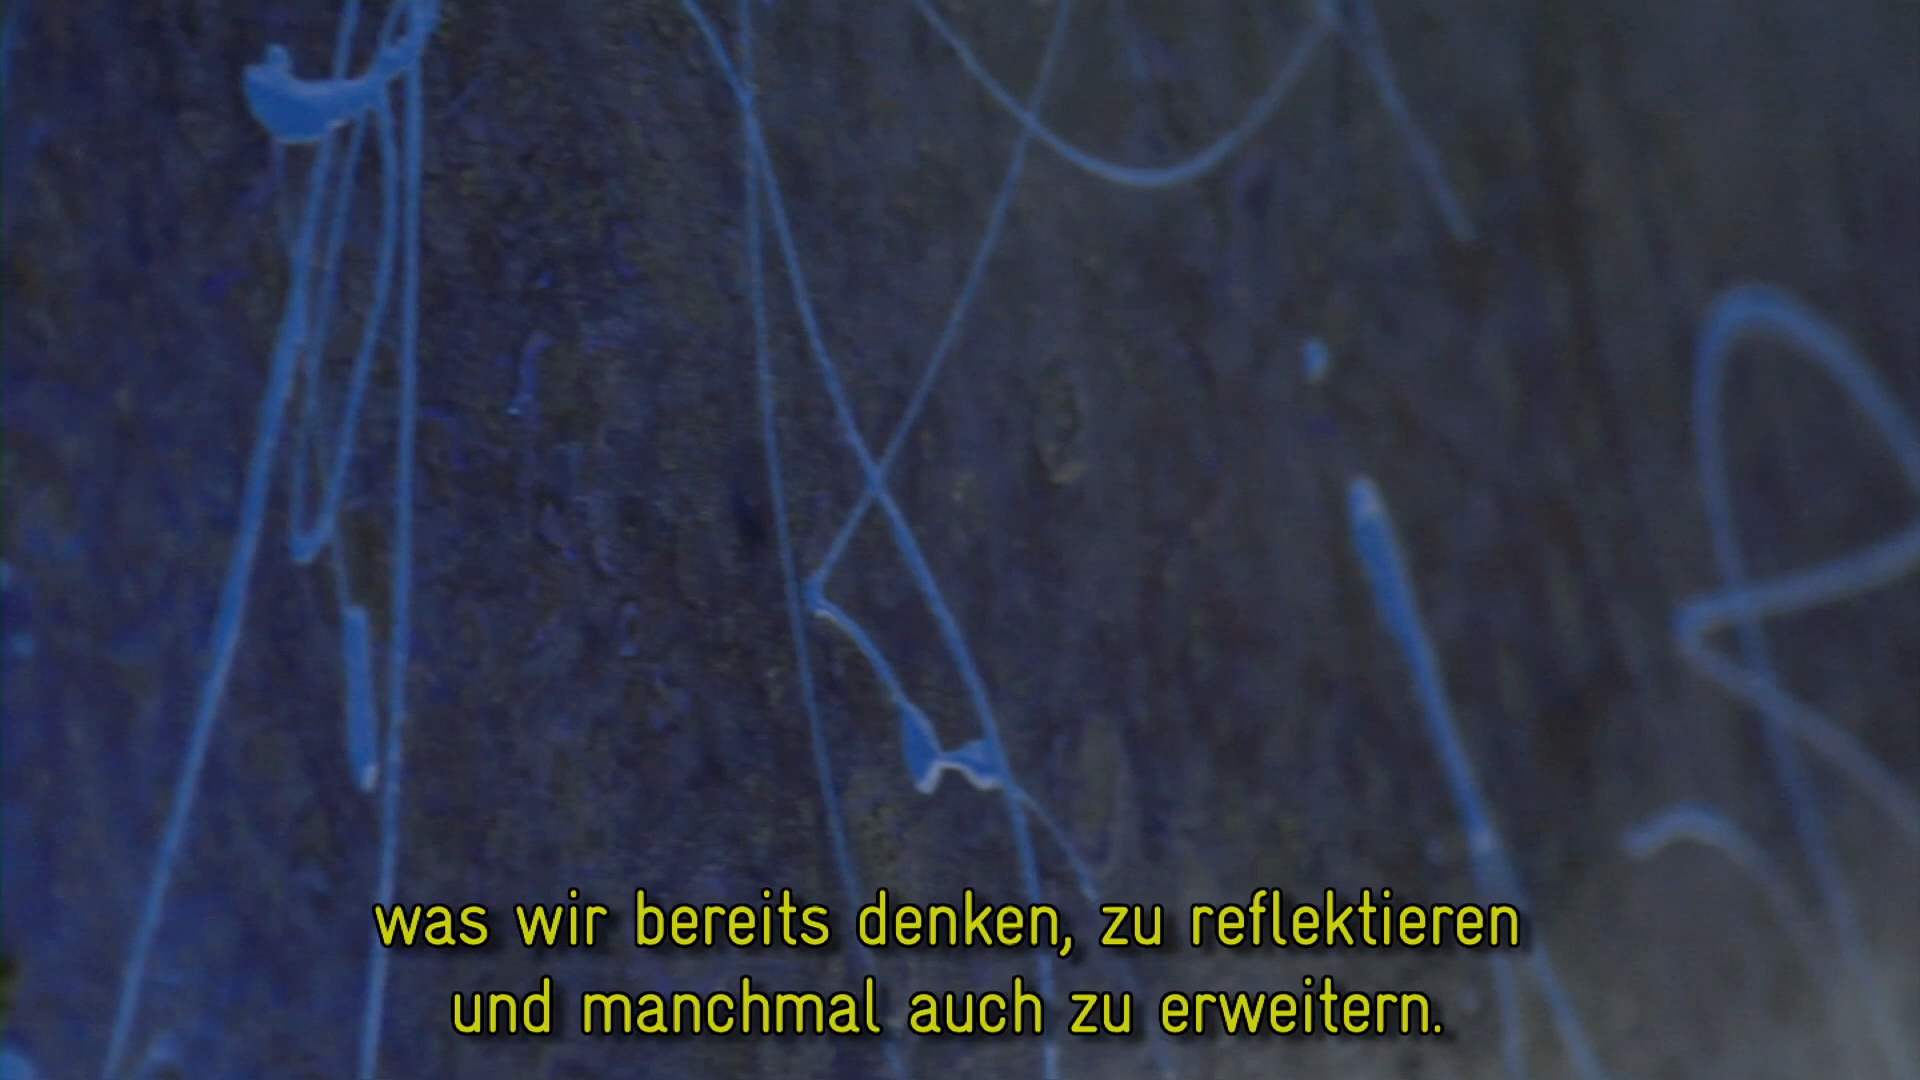 was wir bereits denken, zu reflektieren
und manchmal auch zu erweitern.